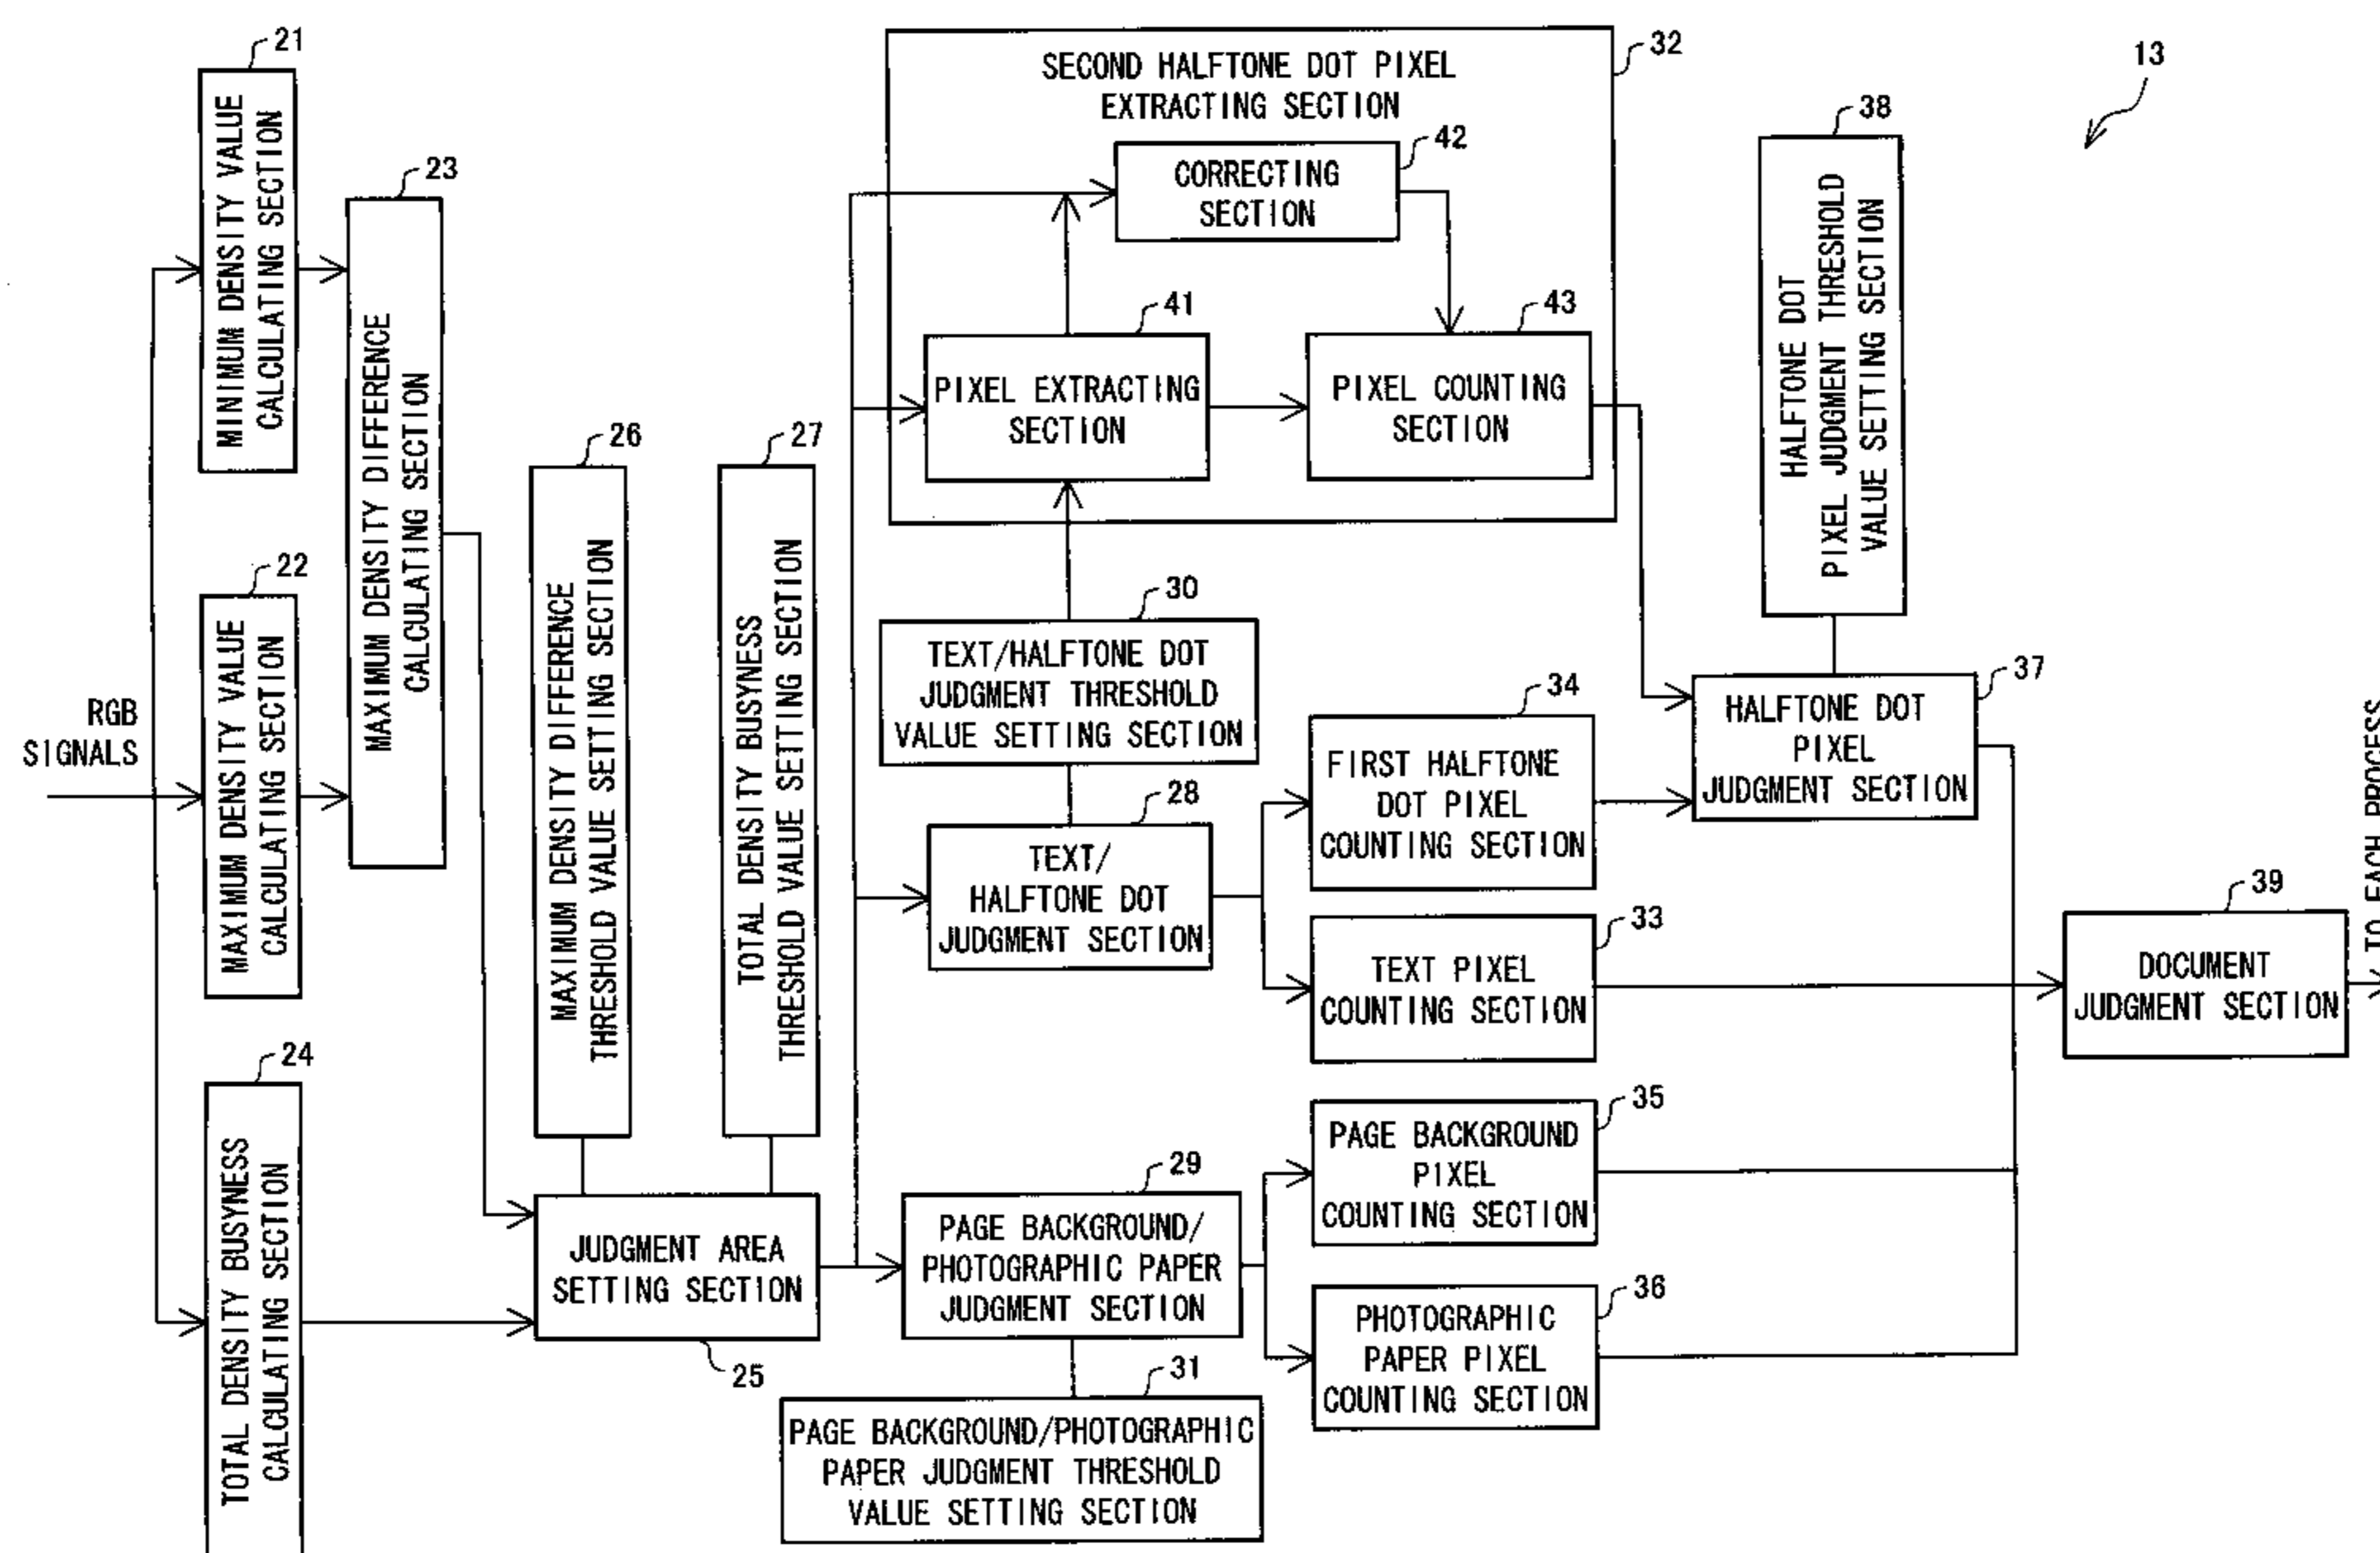 21
MINIMUM DENSITY VALUE
CALCULATING SECTION
23
MAXIMUM DENSITY DIFFERENCE
CALCULATING SECTION
22
MAXIMUM DENSITY VALUE
CALCULATING SECTION
RGB
SIGNALS
24
TOTAL DENSITY BUSYNESS
CALCULATING SECTION
26
MAXIMUM DENSITY DIFFERENCE
THRESHOLD VALUE SETTING SECTION
27
TOTAL DENSITY BUSYNESS
THRESHOLD VALUE SETTING SECTION
JUDGMENT AREA
SETTING SECTION
25
32
SECOND HALFTONE DOT PIXEL
EXTRACTING SECTION
42
CORRECTING
SECTION
41
PIXEL EXTRACTING
SECTION
43
PIXEL COUNTING
SECTION
30
TEXT/HALFTONE DOT
JUDGMENT THRESHOLD
VALUE SETTING SECTION
28
TEXT/
HALFTONE DOT
JUDGMENT SECTION
34
FIRST HALFTONE
DOT PIXEL
COUNTING SECTION
33
TEXT PIXEL
COUNTING SECTION
29
PAGE BACKGROUND/
PHOTOGRAPHIC PAPER
JUDGMENT SECTION
35
PAGE BACKGROUND
PIXEL
COUNTING SECTION
36
PHOTOGRAPHIC
PAPER PIXEL
COUNTING SECTION
31
PAGE BACKGROUND/PHOTOGRAPHIC
PAPER JUDGMENT THRESHOLD
VALUE SETTING SECTION
13
38
HALFTONE DOT
PIXEL JUDGMENT THRESHOLD
VALUE SETTING SECTION
37
HALFTONE DOT
PIXEL
JUDGMENT SECTION
39
DOCUMENT
JUDGMENT SECTION
TO EACH PROCESS